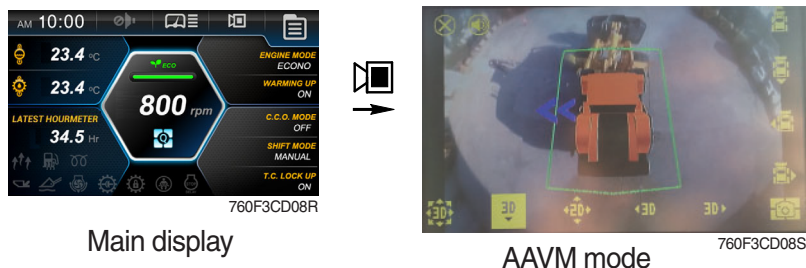 AM 10:00
23.4 ℃
ECO
ENGINE MODE
ECONO
23.4 ℃
WARMING UP
ON
800 rpm
LATEST HOURMETER
34.5 Hr
C.C.O. MODE
OFF
SHIFT MODE
MANUAL
T.C. LOCK UP
ON
760F3CD08R
Main display
3D
3D
2D
3D
3D
760F3CD08S
AAVM mode